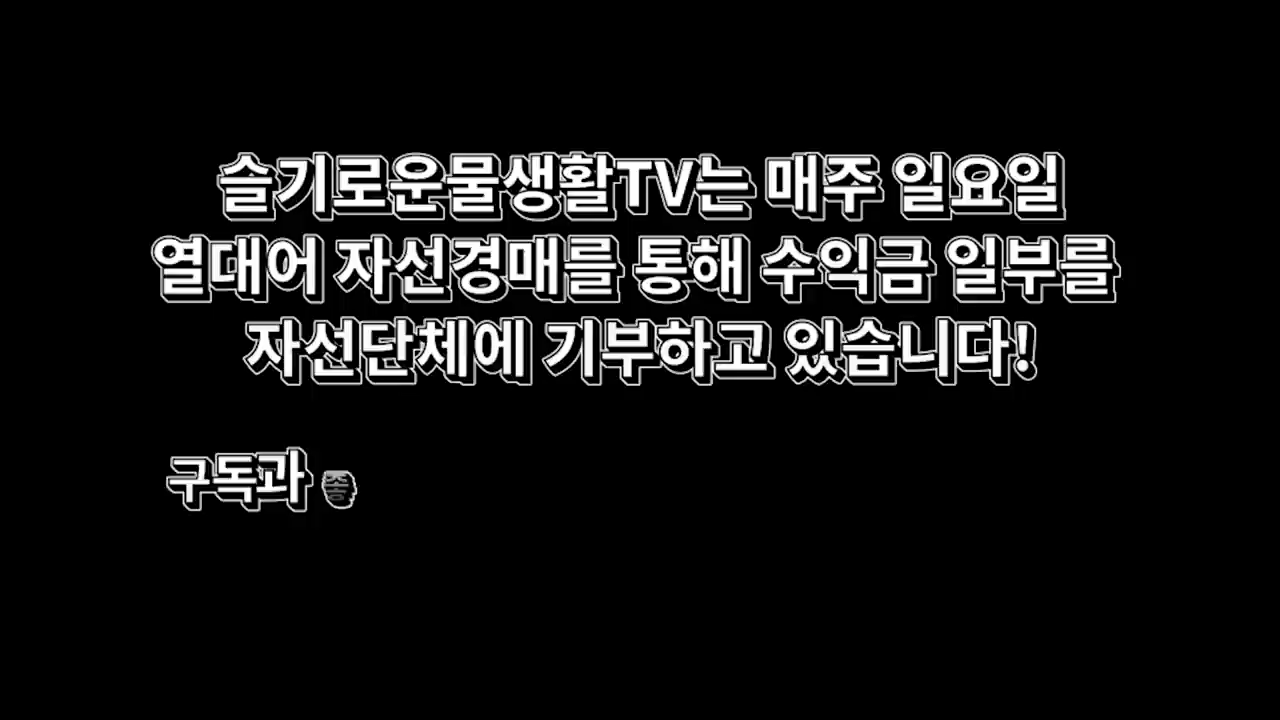 슬기로운물생활TV는 매주 일요일
열대어 자선경매를 통해 수익금 일부를
자선단체에 기부하고 있습니다!
구독과 좋